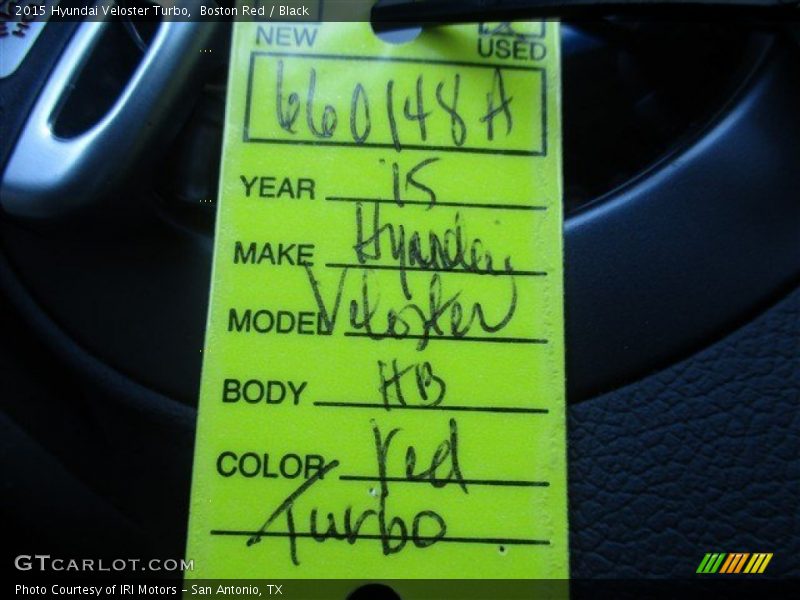 2015 Hyundai Veloster Turbo, Boston Red / Black
NEW USED
660148A
YEAR 15
MAKE Hyundai
MODEL Veloster
BODY HB
COLOR red
Turbo
GTCARLOT.COM
Photo Courtesy of IRI Motors – San Antonio, TX